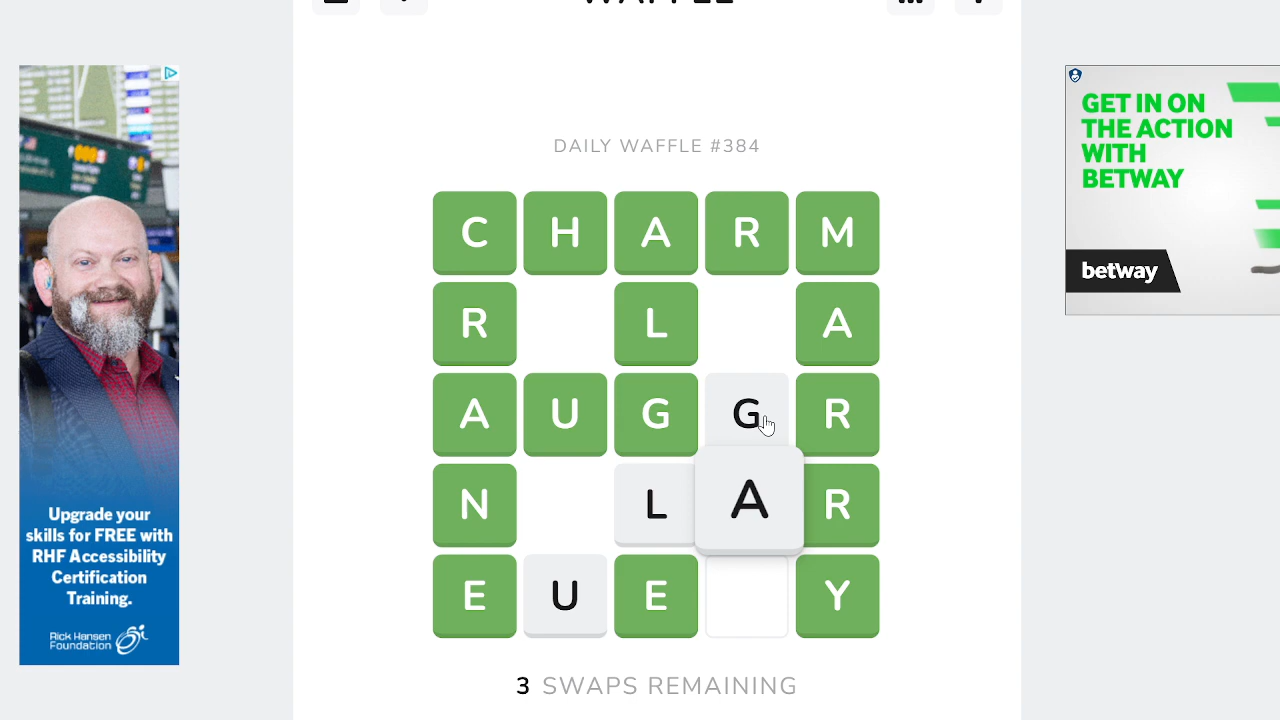 DAILY WAFFLE #384
C H A R M
R L A
A U G G R
N L A R
E U E Y
3 SWAPS REMAINING
Upgrade your
skills for FREE with
RHF Accessibility
Certification
Training.
Rick Hansen
Foundation
GET IN ON
THE ACTION
WITH
BETWAY
betway